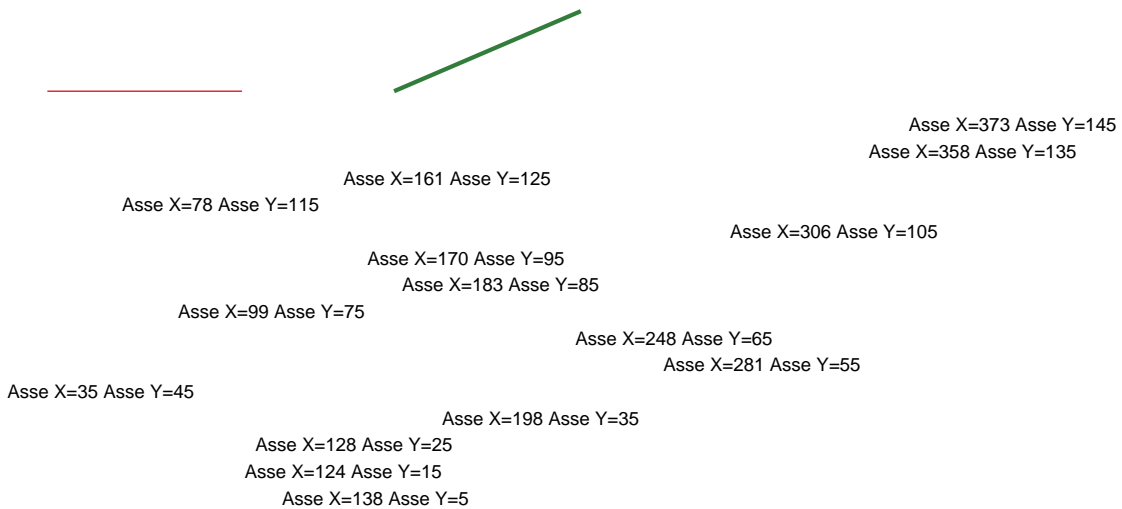 Asse X=373 Asse Y=145
Asse X=358 Asse Y=135
Asse X=161 Asse Y=125
Asse X=78 Asse Y=115
Asse X=306 Asse Y=105
Asse X=170 Asse Y=95
Asse X=183 Asse Y=85
Asse X=99 Asse Y=75
Asse X=248 Asse Y=65
Asse X=281 Asse Y=55
Asse X=35 Asse Y=45
Asse X=198 Asse Y=35
Asse X=128 Asse Y=25
Asse X=124 Asse Y=15
Asse X=138 Asse Y=5